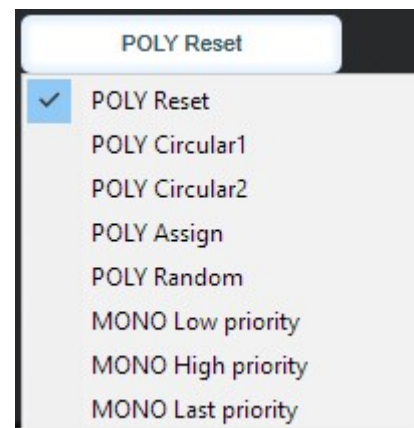 POLY Reset
POLY Reset
POLY Circular1
POLY Circular2
POLY Assign
POLY Random
MONO Low priority
MONO High priority
MONO Last priority